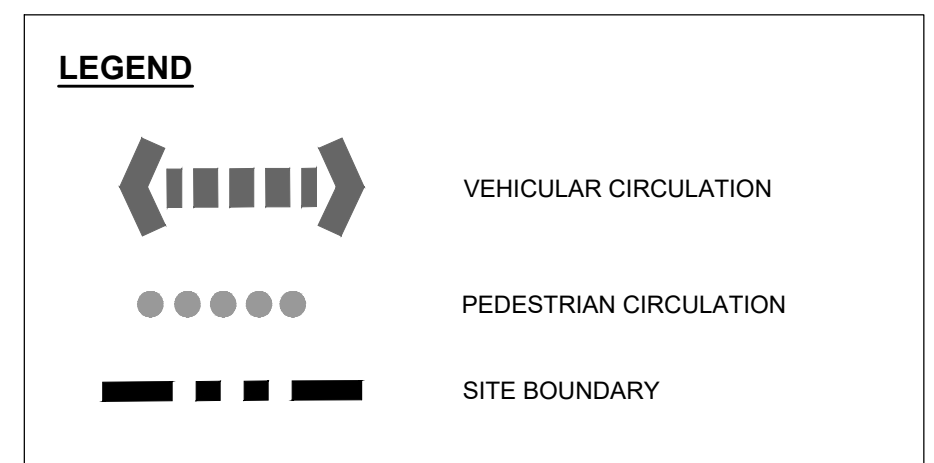 LEGEND
VEHICULAR CIRCULATION
PEDESTRIAN CIRCULATION
SITE BOUNDARY